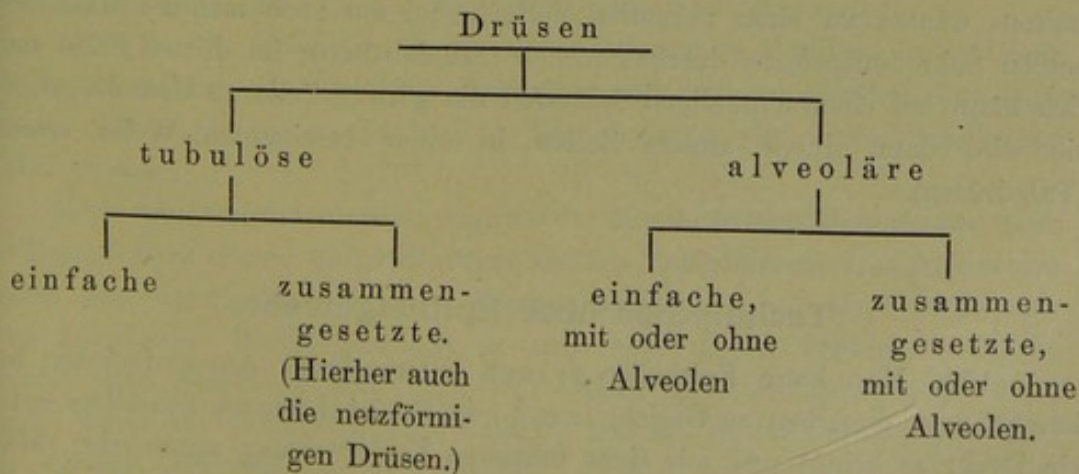 Drüsen
tubulöse
alveoläre
einfache
zusammen-
gesetzte.
(Hierher auch
die netzförmi-
gen Drüsen.)
einfache,
mit oder ohne
Alveolen
zusammen-
gesetzte,
mit oder ohne
Alveolen.